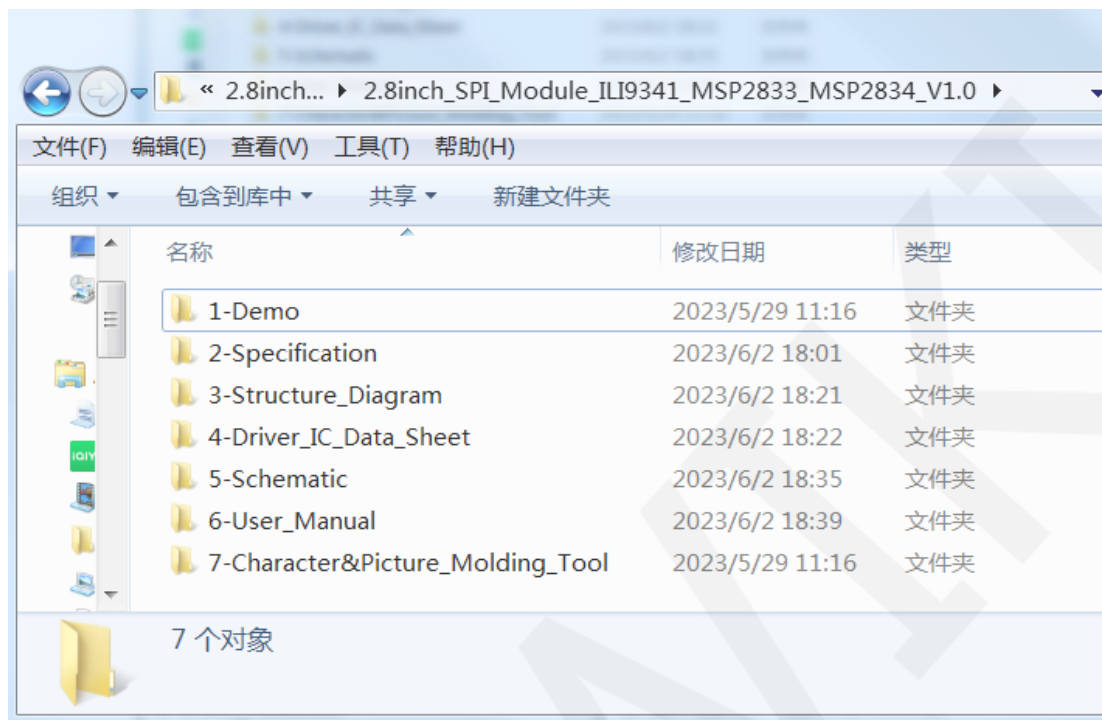 « 2.8inch... 2.8inch_SPI_Module_ILI9341_MSP2833_MSP2834_V1.0
文件(F) 编辑(E) 查看(V) 工具(T) 帮助(H)
组织 包含到库中 共享 新建文件夹
名称 修改日期 类型
1-Demo 2023/5/29 11:16 文件夹
2-Specification 2023/6/2 18:01 文件夹
3-Structure_Diagram 2023/6/2 18:21 文件夹
4-Driver_IC_Data_Sheet 2023/6/2 18:22 文件夹
5-Schematic 2023/6/2 18:35 文件夹
6-User_Manual 2023/6/2 18:39 文件夹
7-Character&Picture_Molding_Tool 2023/5/29 11:16 文件夹
7 个对象